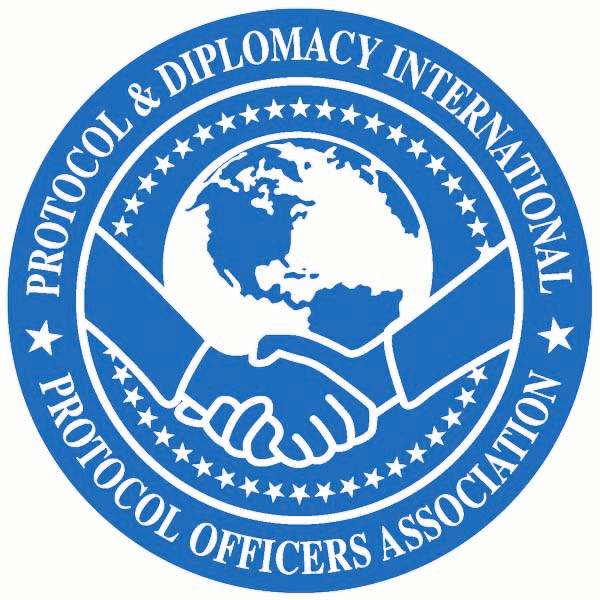 PROTOCOL & DIPLOMACY INTERNATIONAL
PROTOCOL OFFICERS ASSOCIATION